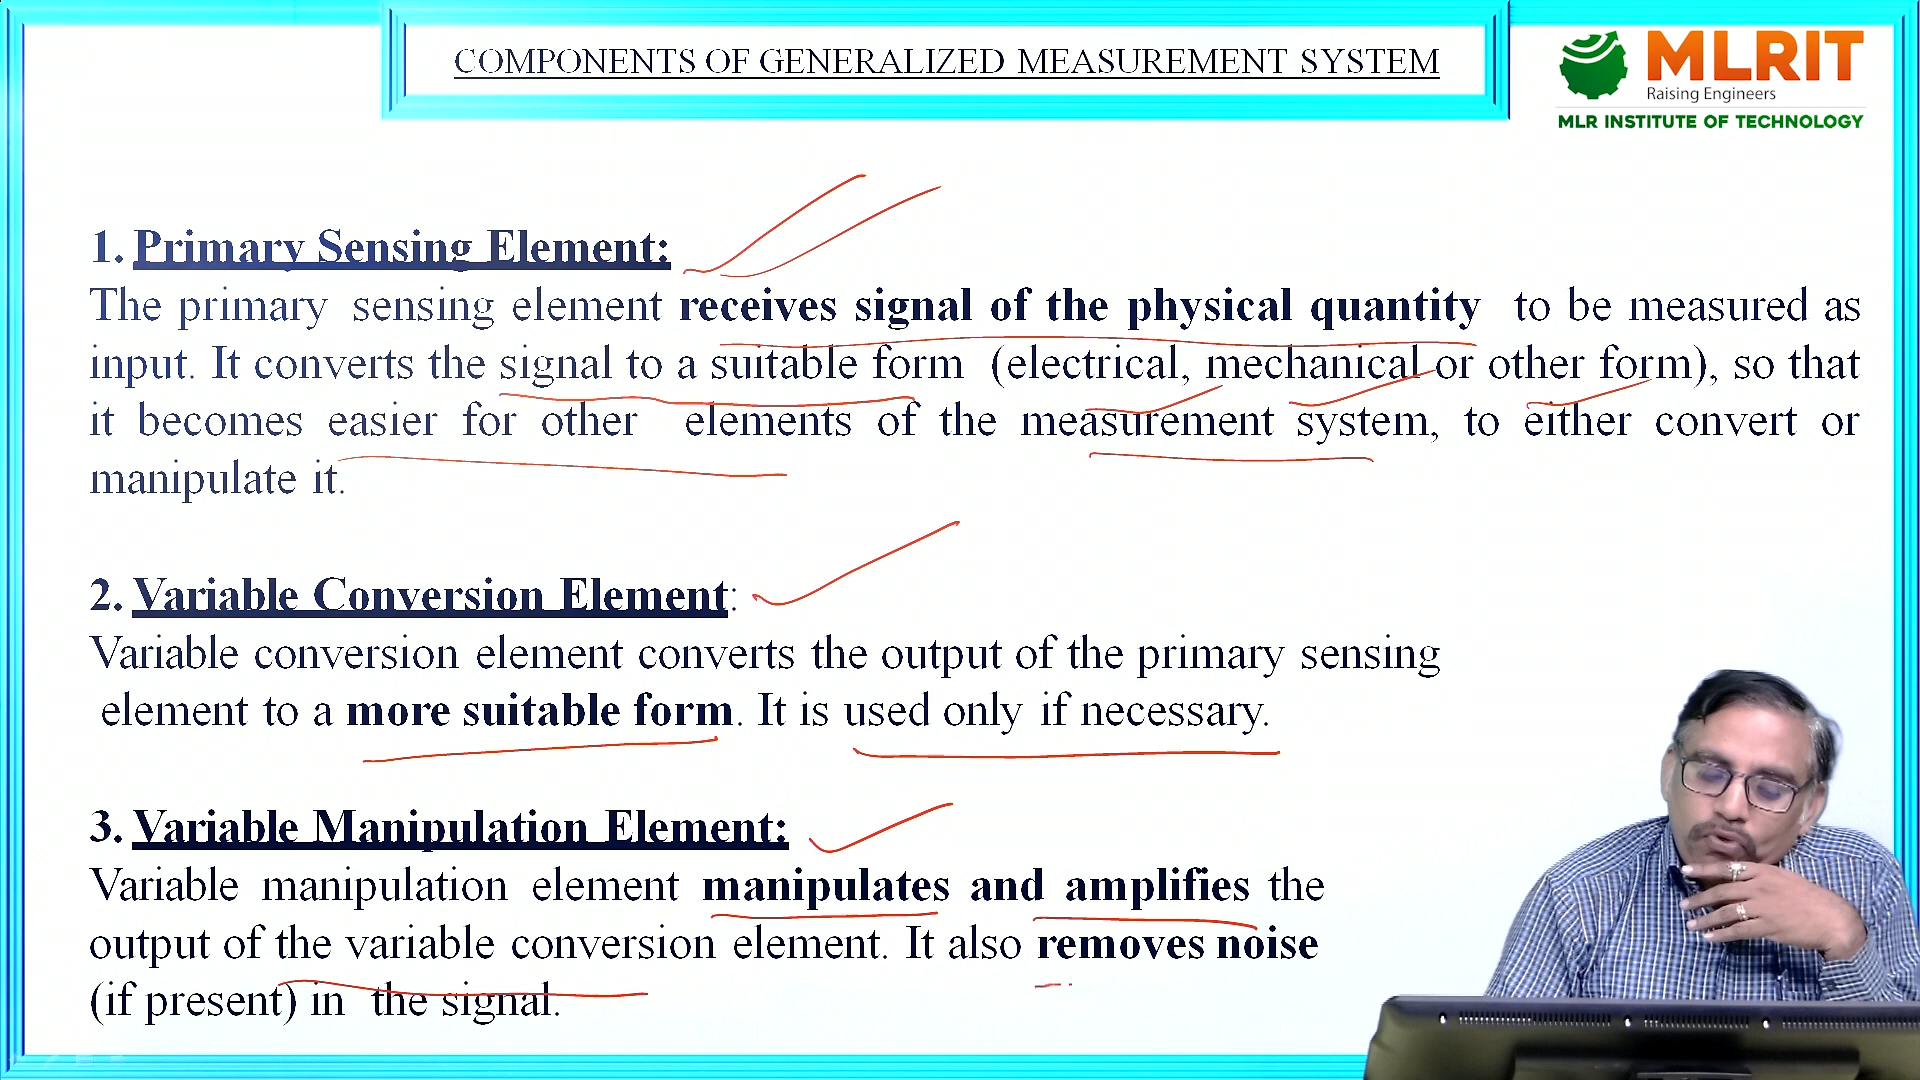 COMPONENTS OF GENERALIZED MEASUREMENT SYSTEM
MLRIT
Raising Engineers
MLR INSTITUTE OF TECHNOLOGY
1. Primary Sensing Element:
The primary sensing element receives signal of the physical quantity to be measured as
input. It converts the signal to a suitable form (electrical, mechanical or other form), so that
it becomes easier for other elements of the measurement system, to either convert or
manipulate it.
2. Variable Conversion Element:
Variable conversion element converts the output of the primary sensing
element to a more suitable form. It is used only if necessary.
3. Variable Manipulation Element:
Variable manipulation element manipulates and amplifies the
output of the variable conversion element. It also removes noise
(if present) in the signal.